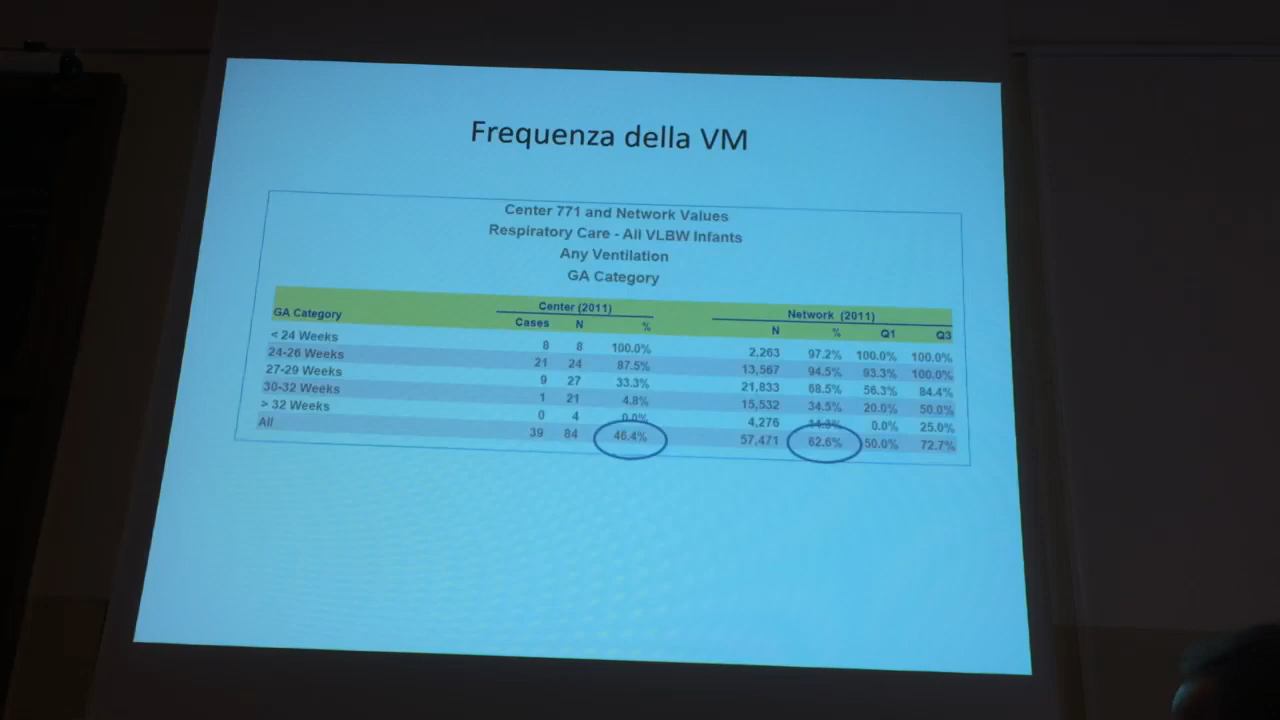 Frequenza della VM
Center 771 and Network Values
Respiratory Care - All VLBW Infants
Any Ventilation
GA Category
Center (2011) Network (2011)
GA Category Cases N % N % Q1 Q3
< 24 Weeks 8 8 100.0% 2,263 97.2% 100.0% 100.0%
24-26 Weeks 21 24 87.5% 13,567 94.5% 93.3% 100.0%
27-29 Weeks 9 27 33.3% 21,833 68.5% 56.3% 84.4%
30-32 Weeks 1 21 4.8% 15,532 34.5% 20.0% 50.0%
> 32 Weeks 0 4 0.0% 4,276 14.3% 0.0% 25.0%
All 39 84 46.4% 57,471 62.6% 50.0% 72.7%